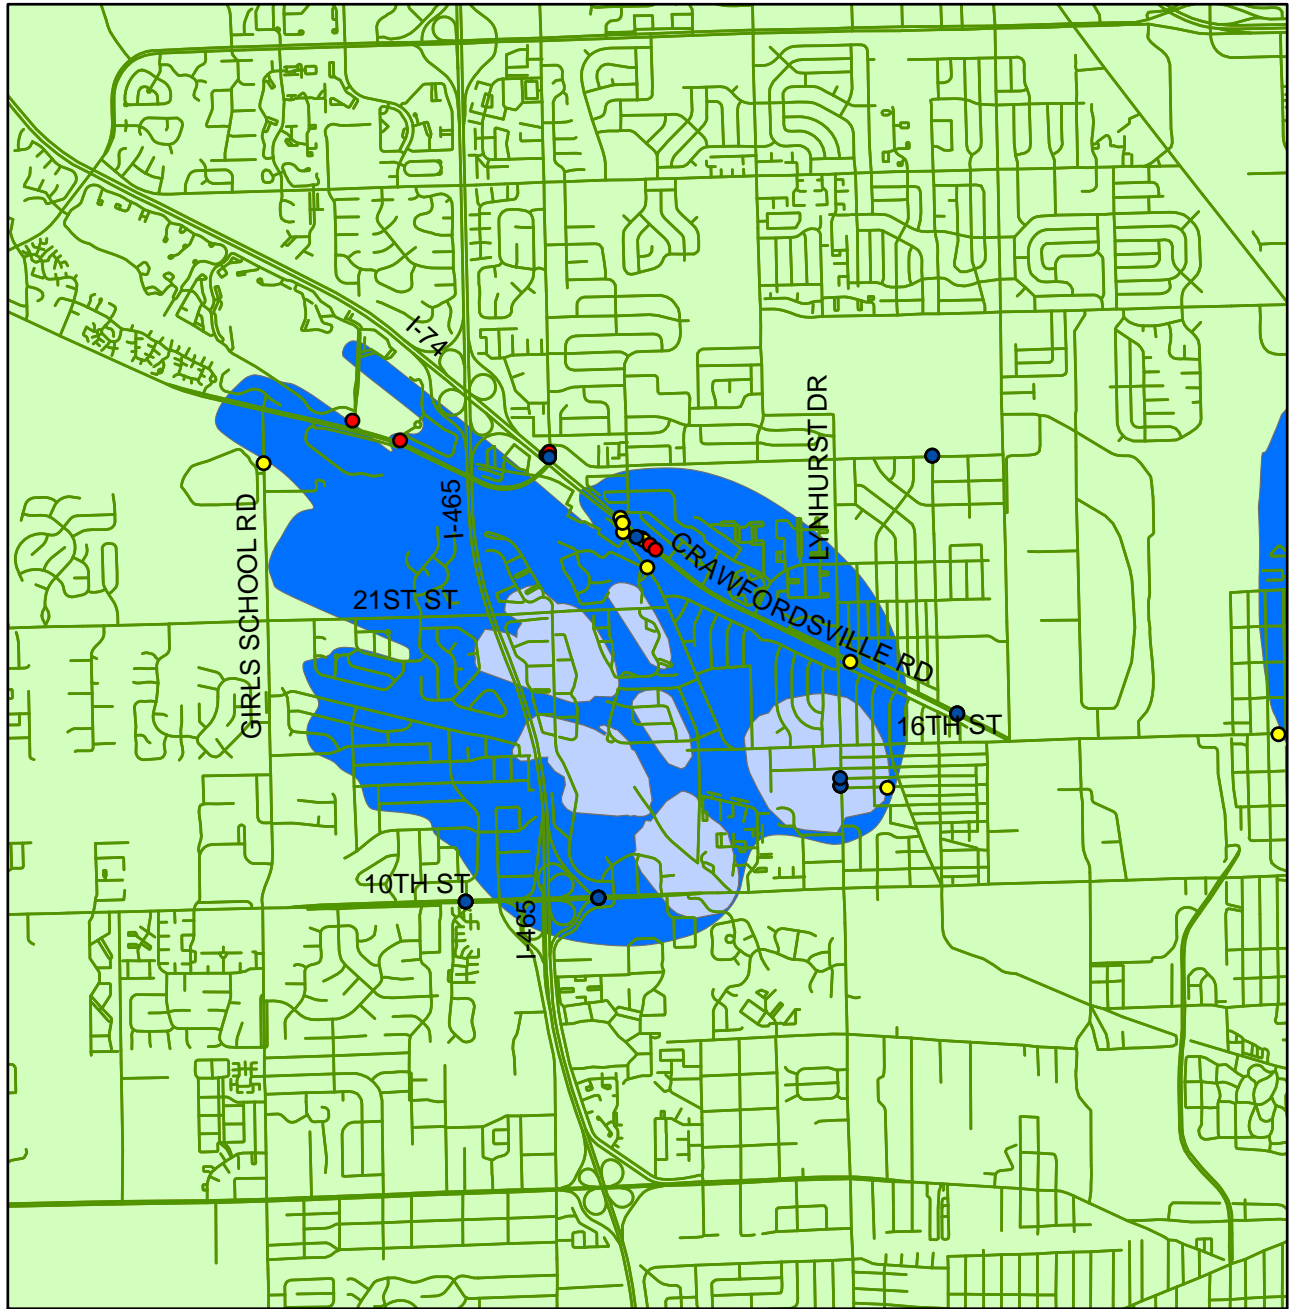 I-74
LYNHURST DR
I-465
GIRLS SCHOOL RD
CRAWFORDSVILLE RD
21ST ST
16TH ST
10TH ST
I-465